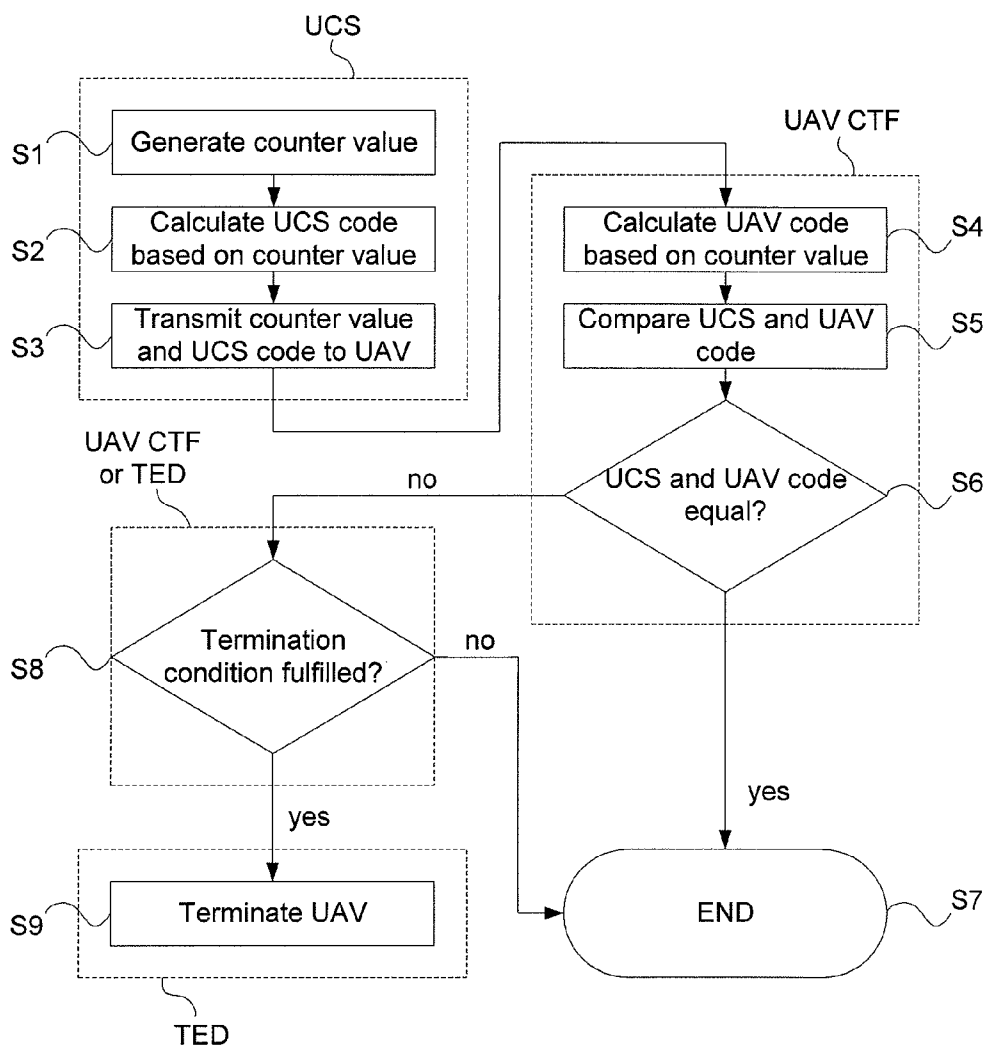 UCS
S1
Generate counter value
S2
Calculate UCS code
based on counter value
S3
Transmit counter value
and UCS code to UAV
UAV CTF
Calculate UAV code
based on counter value
S4
Compare UCS and UAV
code
S5
UCS and UAV code
equal?
S6
no
yes
UAV CTF
or TED
S8
Termination
condition fulfilled?
no
yes
S9
Terminate UAV
TED
END
S7